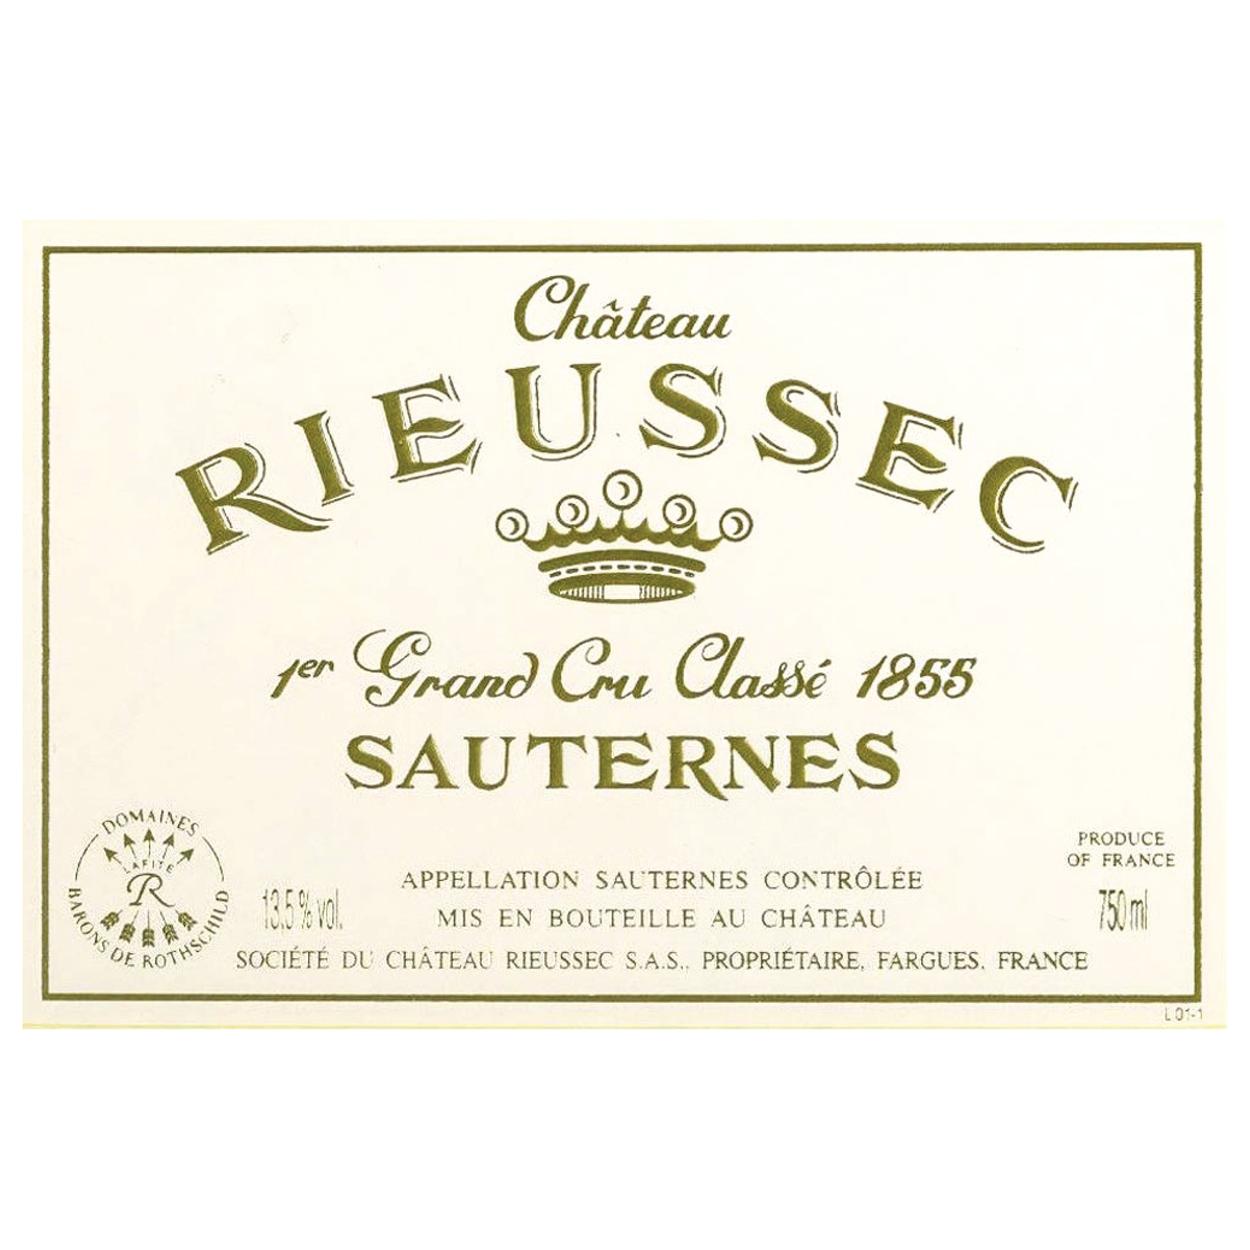 Château
RIEUSSEC
1er Grand Cru Classé 1855
SAUTERNES
DOMAINES
BARONS DE ROTHSCHILD
LAFITE
R
13,5 % vol.
APPELLATION SAUTERNES CONTRÔLÉE
MIS EN BOUTEILLE AU CHÂTEAU
SOCIÉTÉ DU CHÂTEAU RIEUSSEC S.A.S., PROPRIÉTAIRE, FARGUES, FRANCE
PRODUCE
OF FRANCE
750 ml
L 01-1